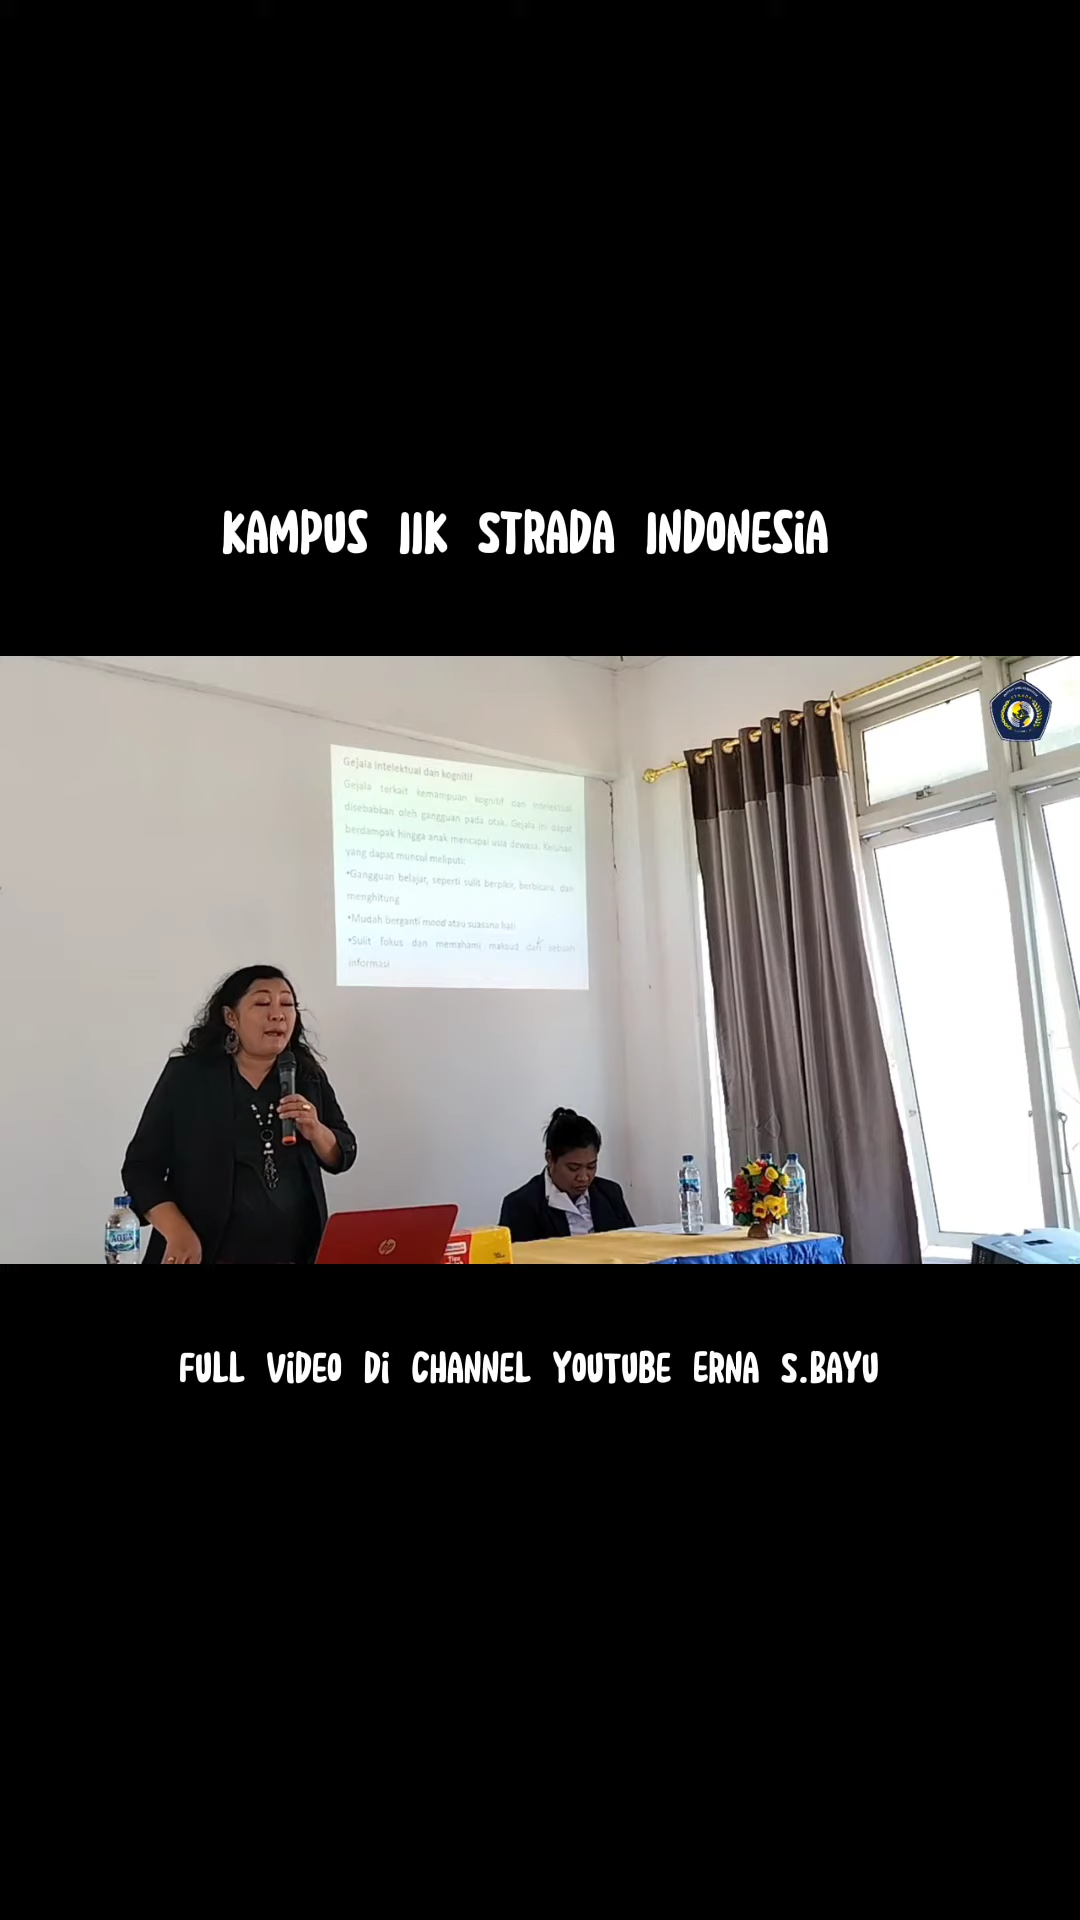 KAMPUS IIK STRADA INDONESIA
Gejala intelektual dan kognitif
Gejala terkait kemampuan kognitif dan intelektual
disebabkan oleh gangguan pada otak. Gejala ini dapat
berdampak hingga anak mencapai usia dewasa. Keluhan
yang dapat muncul meliputi:
•Gangguan belajar, seperti sulit berpikir, berbicara, dan
menghitung
•Mudah berganti mood atau suasana hati
•Sulit fokus dan memahami maksud dari sebuah
informasi
AQUA
hp
FULL VIDEO DI CHANNEL YOUTUBE ERNA S.BAYU